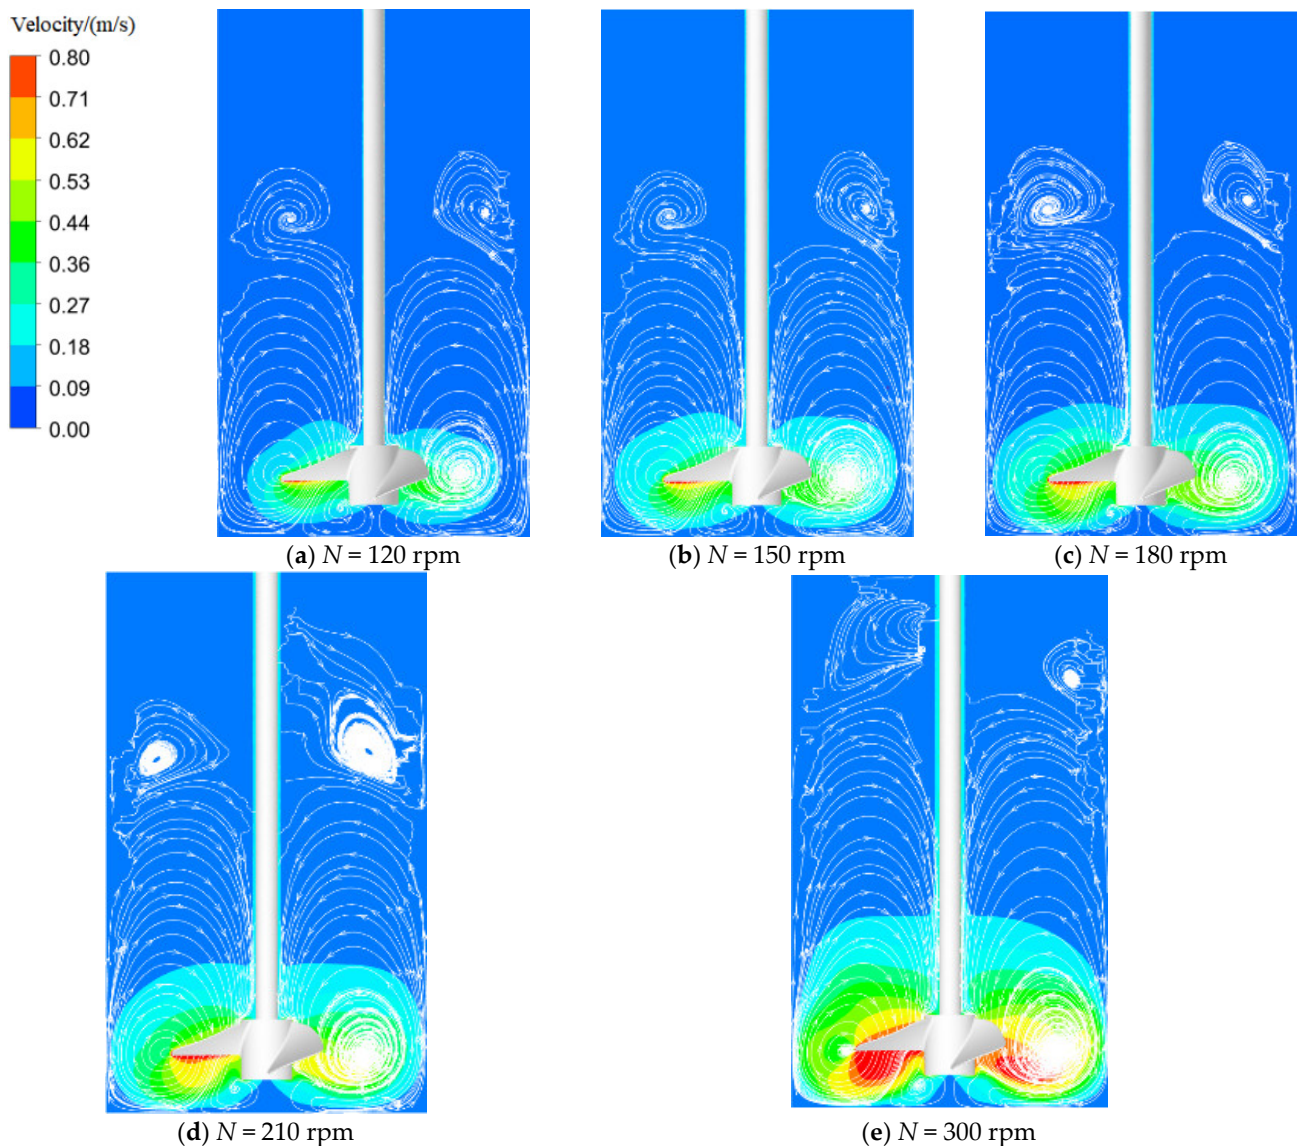 Velocity/(m/s)
0.80
0.71
0.62
0.53
0.44
0.36
0.27
0.18
0.09
0.00
(a) N = 120 rpm
(b) N = 150 rpm
(c) N = 180 rpm
(d) N = 210 rpm
(e) N = 300 rpm